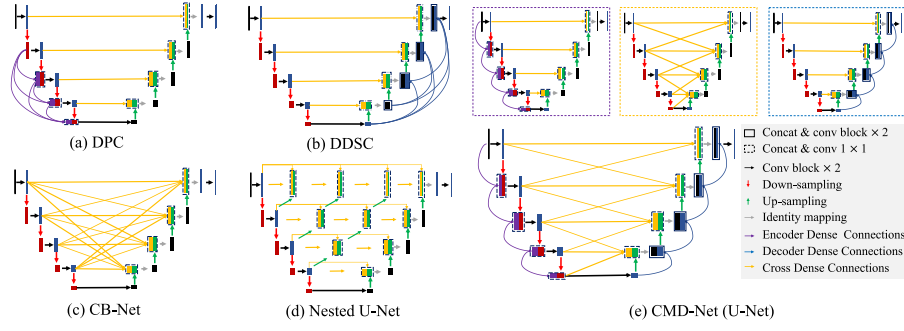 (a) DPC
(b) DDSC
(c) CB-Net
(d) Nested U-Net
(e) CMD-Net (U-Net)
Concat & conv block × 2
Concat & conv 1 × 1
Conv block × 2
Down-sampling
Up-sampling
Identity mapping
Encoder Dense Connections
Decoder Dense Connections
Cross Dense Connections